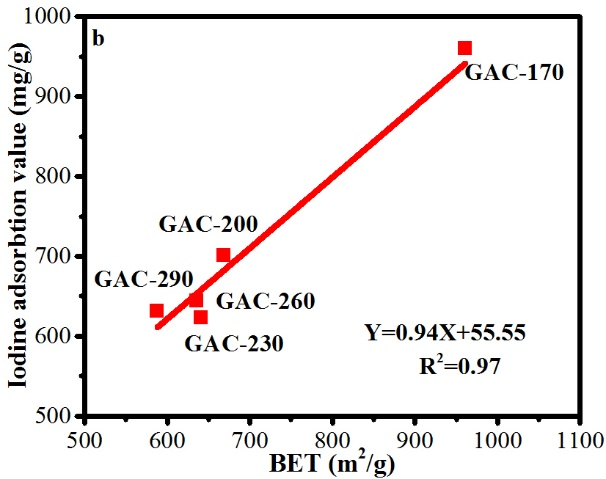 b
Iodine adsorbtion value (mg/g)
1000
900
800
700
600
500
GAC-170
GAC-200
GAC-290
GAC-260
GAC-230
Y=0.94X+55.55
R²=0.97
500 600 700 800 900 1000 1100
BET (m²/g)